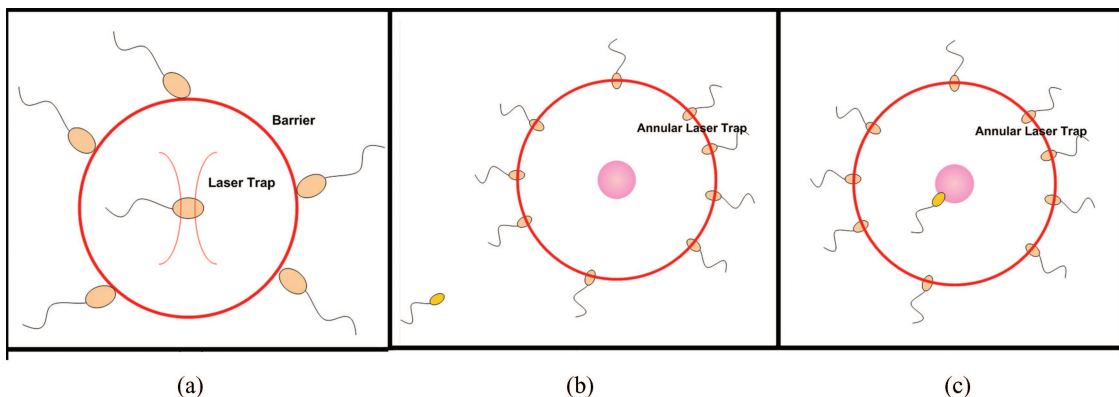 Barrier
Laser Trap
Annular Laser Trap
Annular Laser Trap
(a)
(b)
(c)